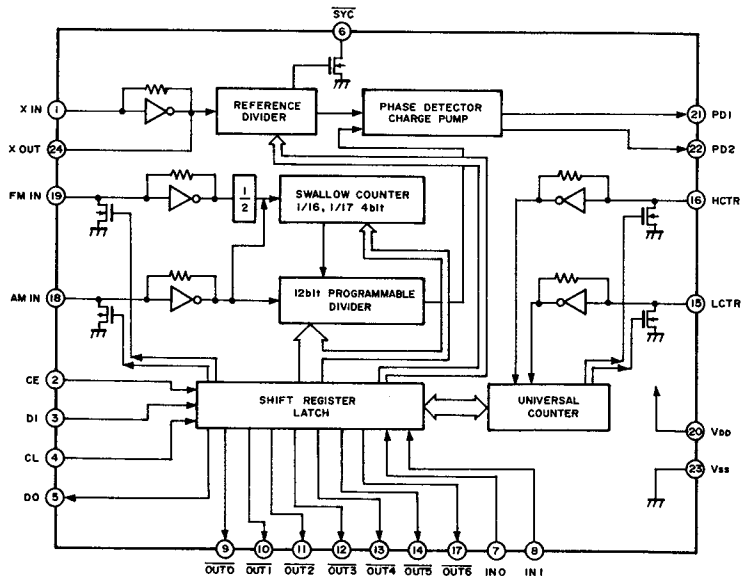 SYC
6
X IN 1
REFERENCE
DIVIDER
PHASE DETECTOR
CHARGE PUMP
21 PD1
X OUT
24
22 PD2
FM IN 19
1
2
SWALLOW COUNTER
1/16, 1/17 4bit
16 HCTR
AM IN 18
12bit PROGRAMMABLE
DIVIDER
15 LCTR
CE 2
DI 3
CL 4
DO 5
SHIFT REGISTER
LATCH
UNIVERSAL
COUNTER
20 VDD
23 VSS
9 10 11 12 13 14 17 7 8
OUT0 OUT1 OUT2 OUT3 OUT4 OUT5 OUT6 IN0 IN1